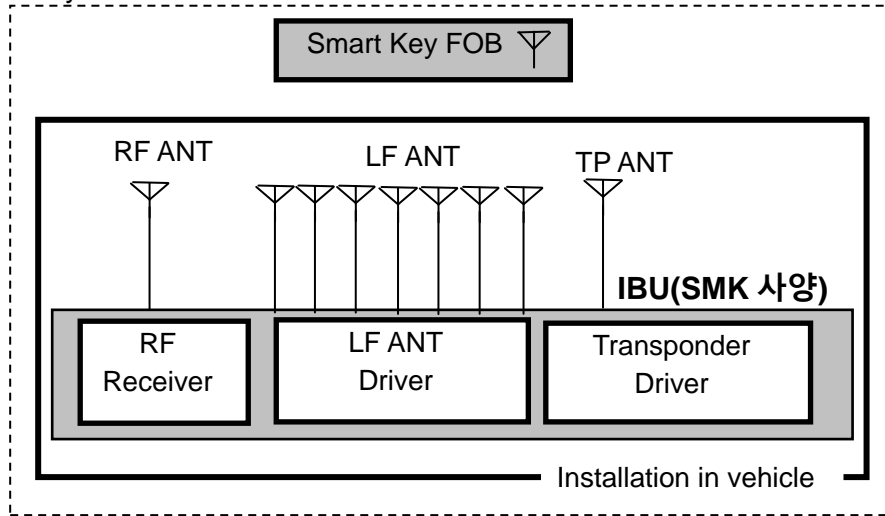 Smart Key FOB
RF ANT
LF ANT
TP ANT
IBU(SMK 사양)
RF
Receiver
LF ANT
Driver
Transponder
Driver
Installation in vehicle